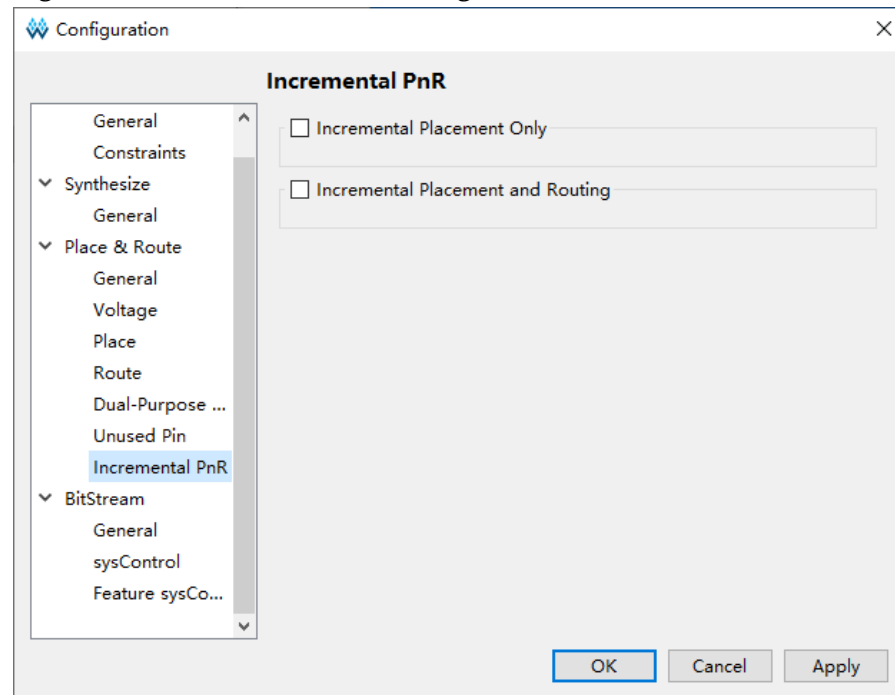 Configuration
Incremental PnR
General
Constraints
Synthesize
General
Place & Route
General
Voltage
Place
Route
Dual-Purpose ...
Unused Pin
Incremental PnR
BitStream
General
sysControl
Feature sysCo...
Incremental Placement Only
Incremental Placement and Routing
OK
Cancel
Apply